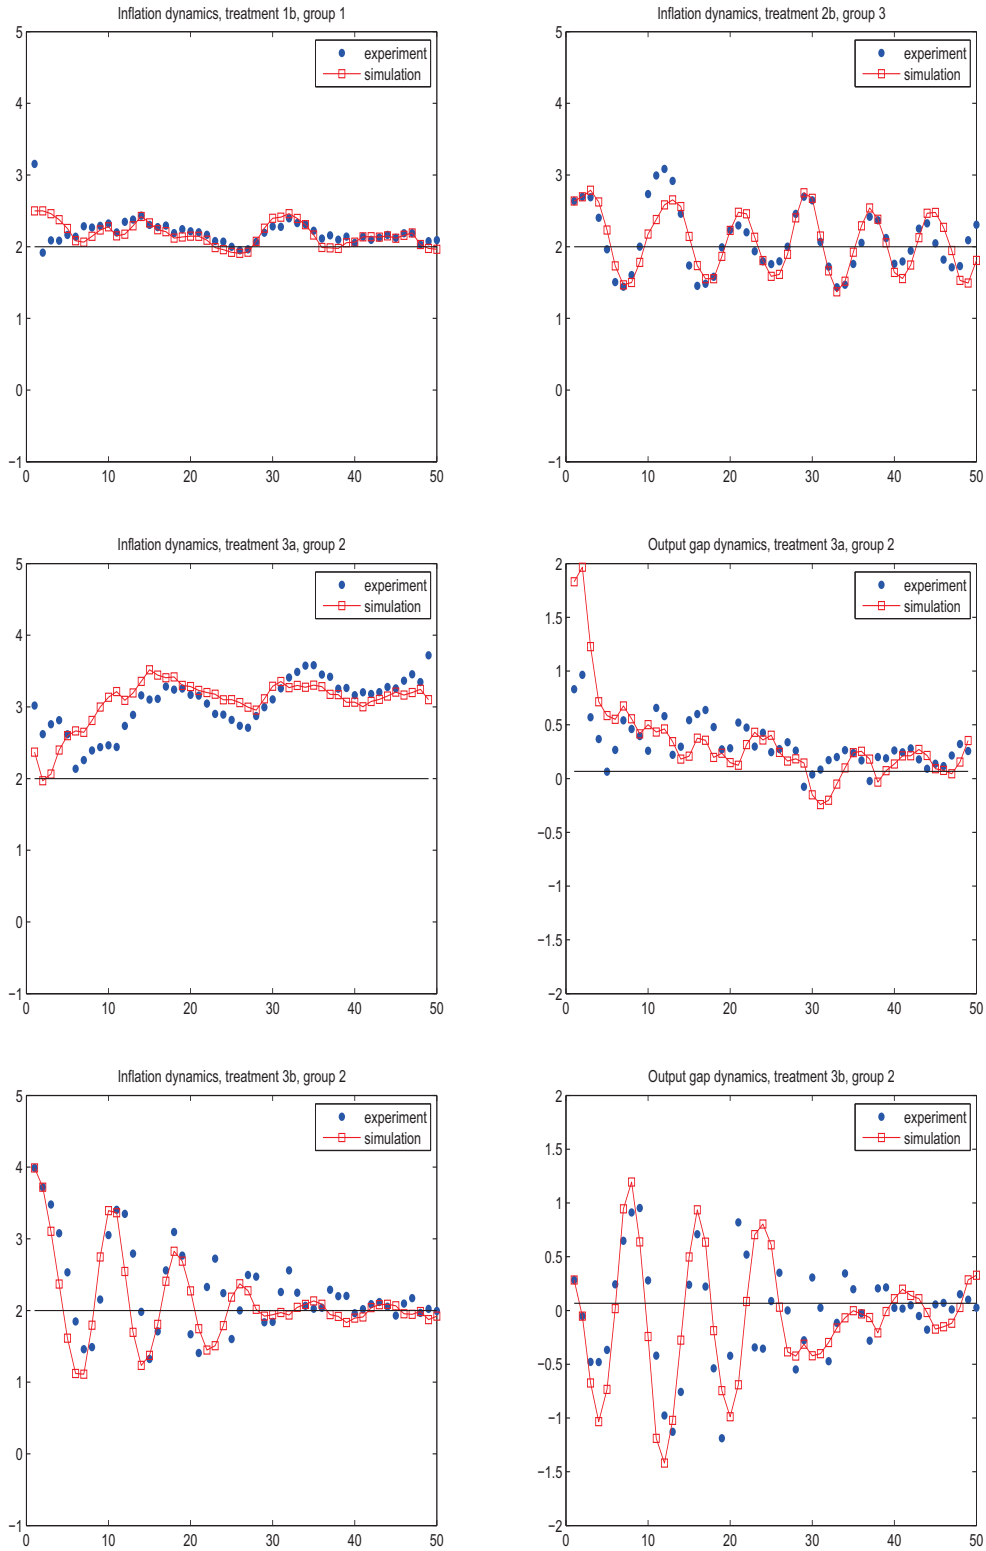 Inflation dynamics, treatment 1b, group 1
experiment
simulation
5
4
3
2
1
0
−1
0 10 20 30 40 50
Inflation dynamics, treatment 2b, group 3
experiment
simulation
5
4
3
2
1
0
−1
0 10 20 30 40 50
Inflation dynamics, treatment 3a, group 2
experiment
simulation
5
4
3
2
1
0
−1
0 10 20 30 40 50
Output gap dynamics, treatment 3a, group 2
experiment
simulation
2
1.5
1
0.5
0
−0.5
−1
−1.5
−2
0 10 20 30 40 50
Inflation dynamics, treatment 3b, group 2
experiment
simulation
5
4
3
2
1
0
−1
0 10 20 30 40 50
Output gap dynamics, treatment 3b, group 2
experiment
simulation
2
1.5
1
0.5
0
−0.5
−1
−1.5
−2
0 10 20 30 40 50